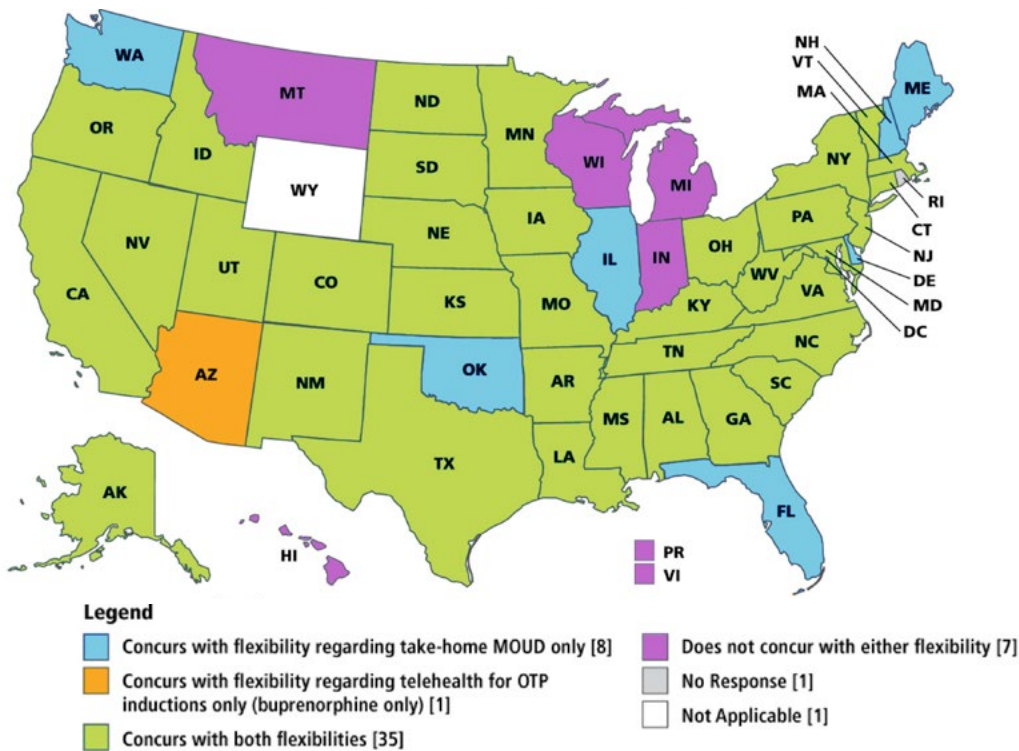 WA
MT
ND
MN
OR
ID
WY
SD
WI
MI
NH
VT
MA
ME
NY
RI
CT
NJ
DE
MD
DC
PA
IA
NE
NV
UT
CO
CA
KS
MO
IL
IN
OH
WV
VA
KY
NC
TN
SC
AZ
NM
OK
AR
MS
AL
GA
LA
TX
FL
AK
HI
PR
VI
Legend
Concurs with flexibility regarding take-home MOUD only [8]
Concurs with flexibility regarding telehealth for OTP
inductions only (buprenorphine only) [1]
Concurs with both flexibilities [35]
Does not concur with either flexibility [7]
No Response [1]
Not Applicable [1]